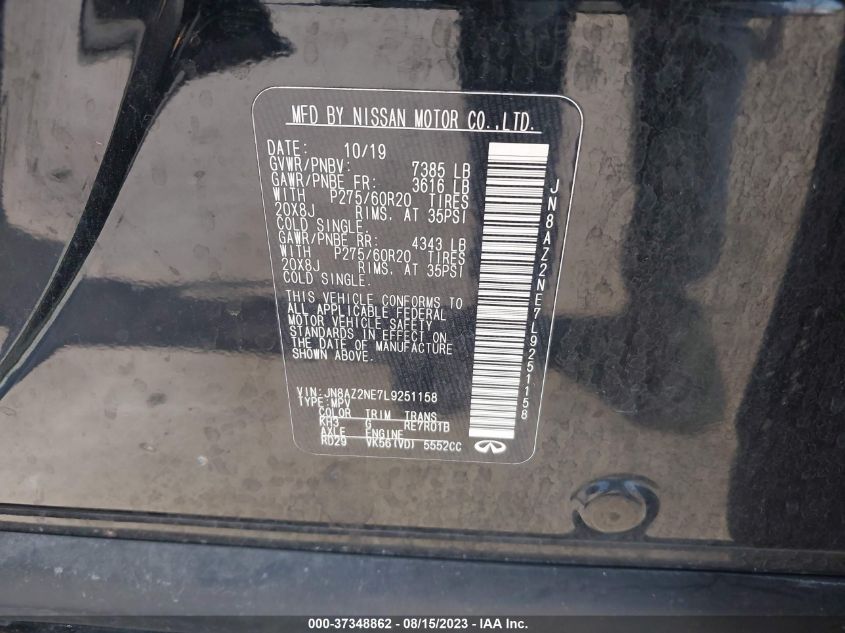 MFD BY NISSAN MOTOR CO.,LTD.
DATE: 10/19
GVWR/PNBV: 7385 LB
GAWR/PNBE FR: 3616 LB
WITH P275/60R20 TIRES
20X8J RIMS. AT 35PSI
COLD SINGLE.
GAWR/PNBE RR: 4343 LB
WITH P275/60R20 TIRES
20X8J RIMS. AT 35PSI
COLD SINGLE.
THIS VEHICLE CONFORMS TO
ALL APPLICABLE FEDERAL
MOTOR VEHICLE SAFETY
STANDARDS IN EFFECT ON
THE DATE OF MANUFACTURE
SHOWN ABOVE.
VIN: JN8AZ2NE7L9251158
TYPE: MPV
COLOR TRIM TRANS
KH3 G RE7R01B
AXLE ENGINE
RD29 VK56(VD) 5552CC
JN8AZ2NE7L9251158
000-37348862 - 08/15/2023 - IAA Inc.